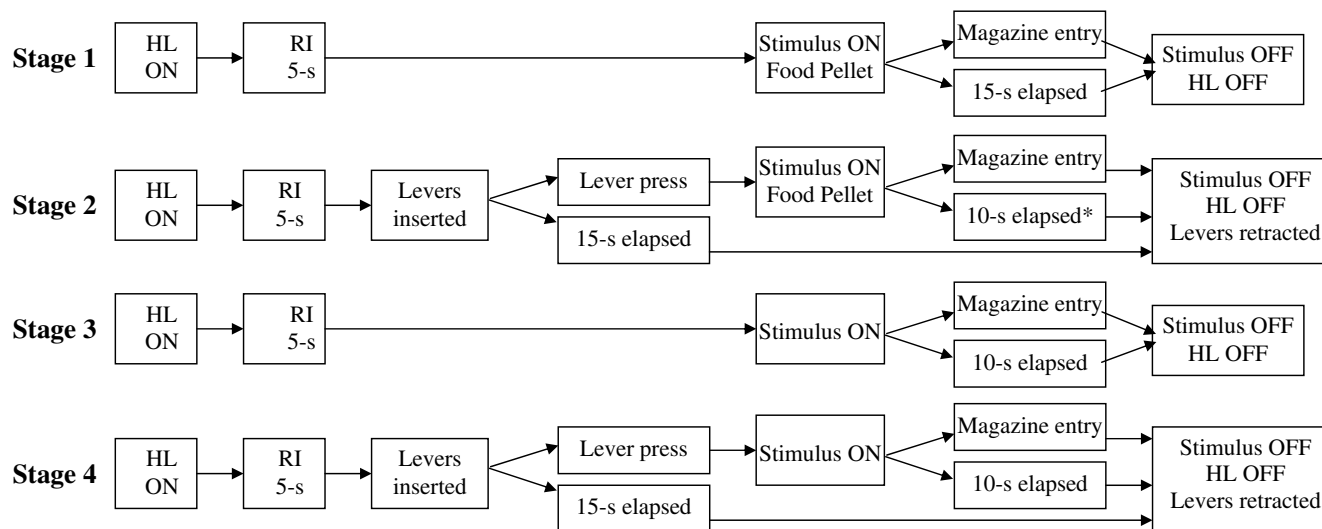 Stage 1
HL
ON
RI
5-s
Stimulus ON
Food Pellet
Magazine entry
15-s elapsed
Stimulus OFF
HL OFF
Stage 2
HL
ON
RI
5-s
Levers
inserted
Lever press
15-s elapsed
Stimulus ON
Food Pellet
Magazine entry
10-s elapsed*
Stimulus OFF
HL OFF
Levers retracted
Stage 3
HL
ON
RI
5-s
Stimulus ON
Magazine entry
10-s elapsed
Stimulus OFF
HL OFF
Stage 4
HL
ON
RI
5-s
Levers
inserted
Lever press
15-s elapsed
Stimulus ON
Magazine entry
10-s elapsed
Stimulus OFF
HL OFF
Levers retracted